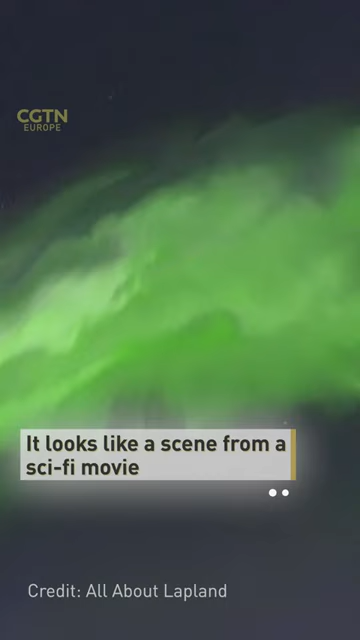 CGTN
EUROPE
It looks like a scene from a
sci-fi movie
Credit: All About Lapland